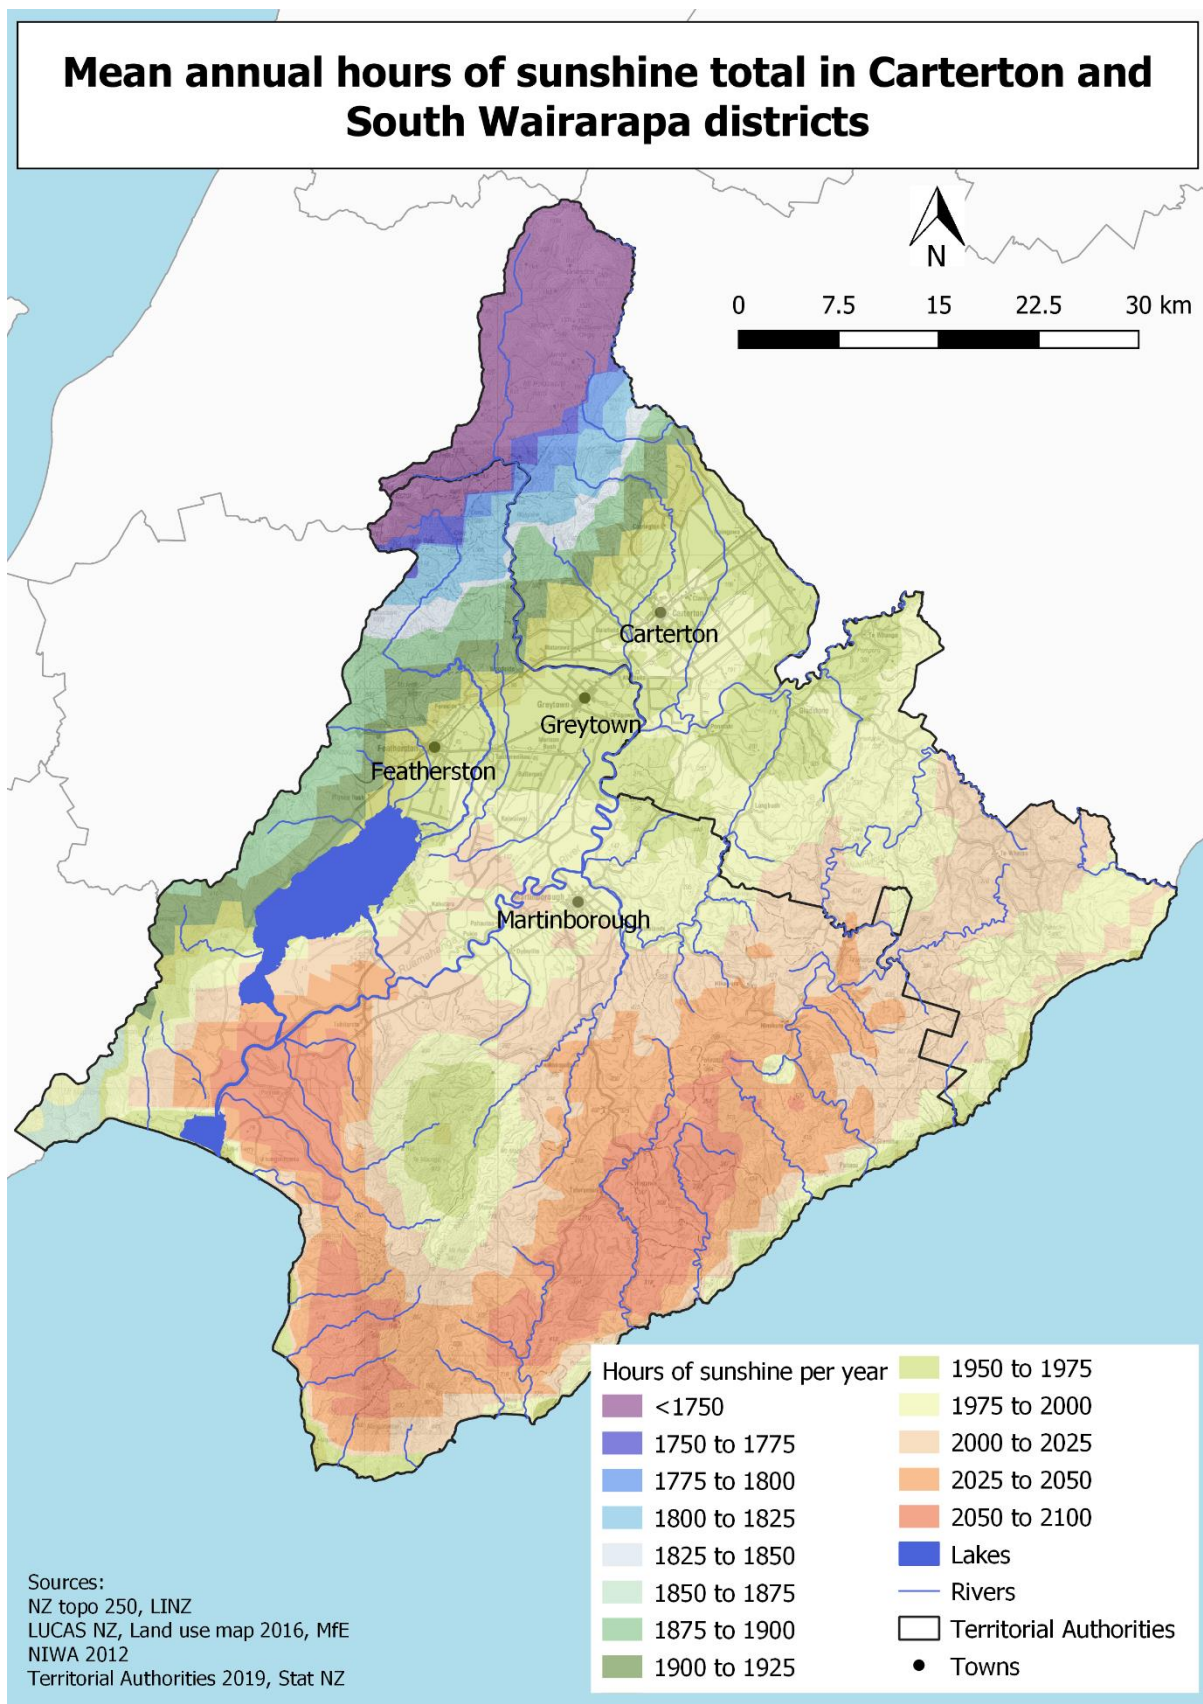 Mean annual hours of sunshine total in Carterton and
South Wairarapa districts
N
0 7.5 15 22.5 30 km
Carterton
Greytown
Featherston
Martinborough
Hours of sunshine per year
<1750
1750 to 1775
1775 to 1800
1800 to 1825
1825 to 1850
1850 to 1875
1875 to 1900
1900 to 1925
1950 to 1975
1975 to 2000
2000 to 2025
2025 to 2050
2050 to 2100
Lakes
Rivers
Territorial Authorities
Towns
Sources:
NZ topo 250, LINZ
LUCAS NZ, Land use map 2016, MfE
NIWA 2012
Territorial Authorities 2019, Stat NZ